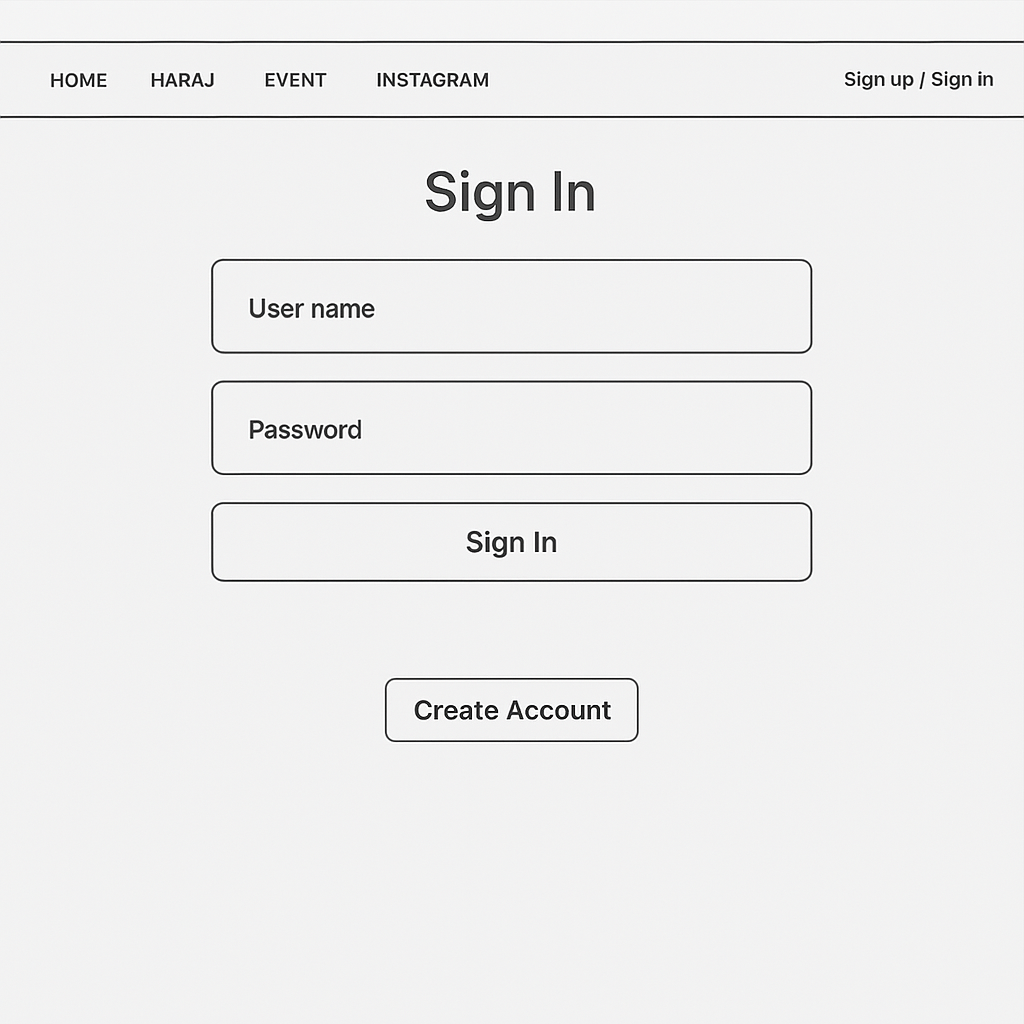 HOME HARAJ EVENT INSTAGRAM Sign up / Sign in
Sign In
User name
Password
Sign In
Create Account